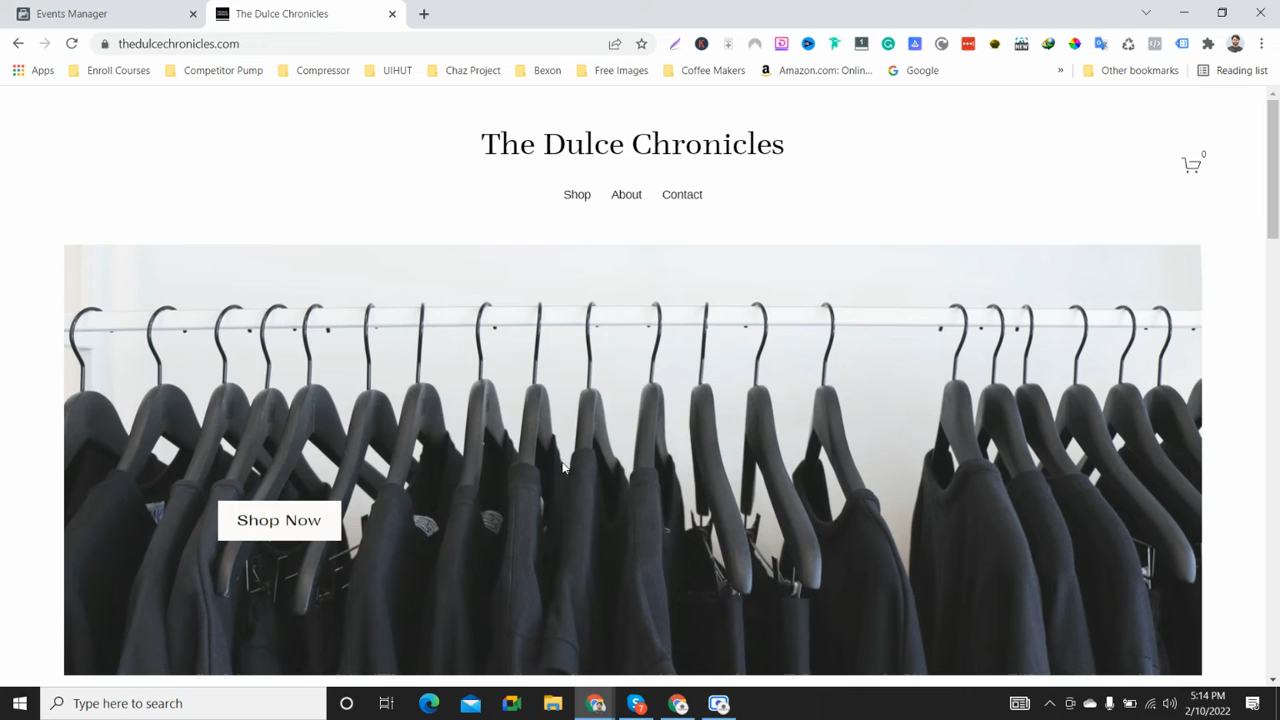 Events Manager
The Dulce Chronicles
thedulcechronicles.com
Apps
Enroll Courses
Competitor Pump
Compressor
UIHUT
Chaz Project
Bexon
Free Images
Coffee Makers
Amazon.com: Onlin...
Google
»
Other bookmarks
Reading list
The Dulce Chronicles
0
Shop
About
Contact
Shop Now
Type here to search
5:14 PM
2/10/2022